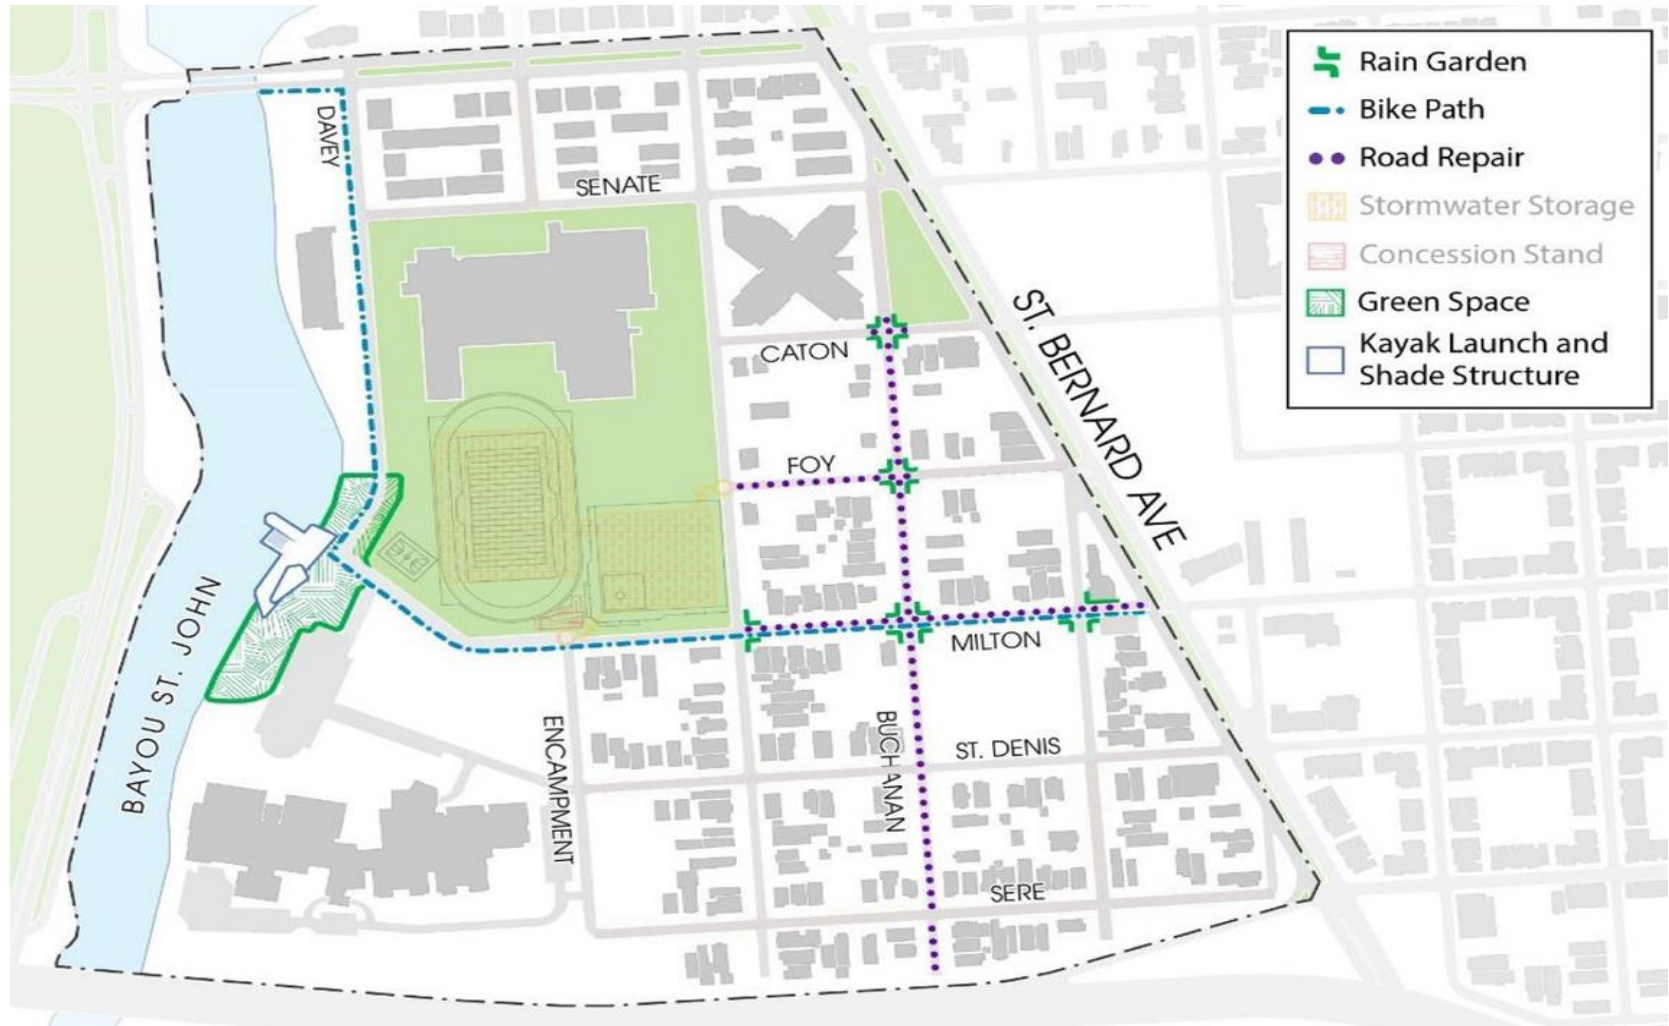 Rain Garden
Bike Path
Road Repair
Stormwater Storage
Concession Stand
Green Space
Kayak Launch and
Shade Structure
DAVEY
SENATE
ST. BERNARD AVE
CATON
FOY
BAYOU ST. JOHN
MILTON
ENCAMPMENT
BUCHANAN
ST. DENIS
SERE